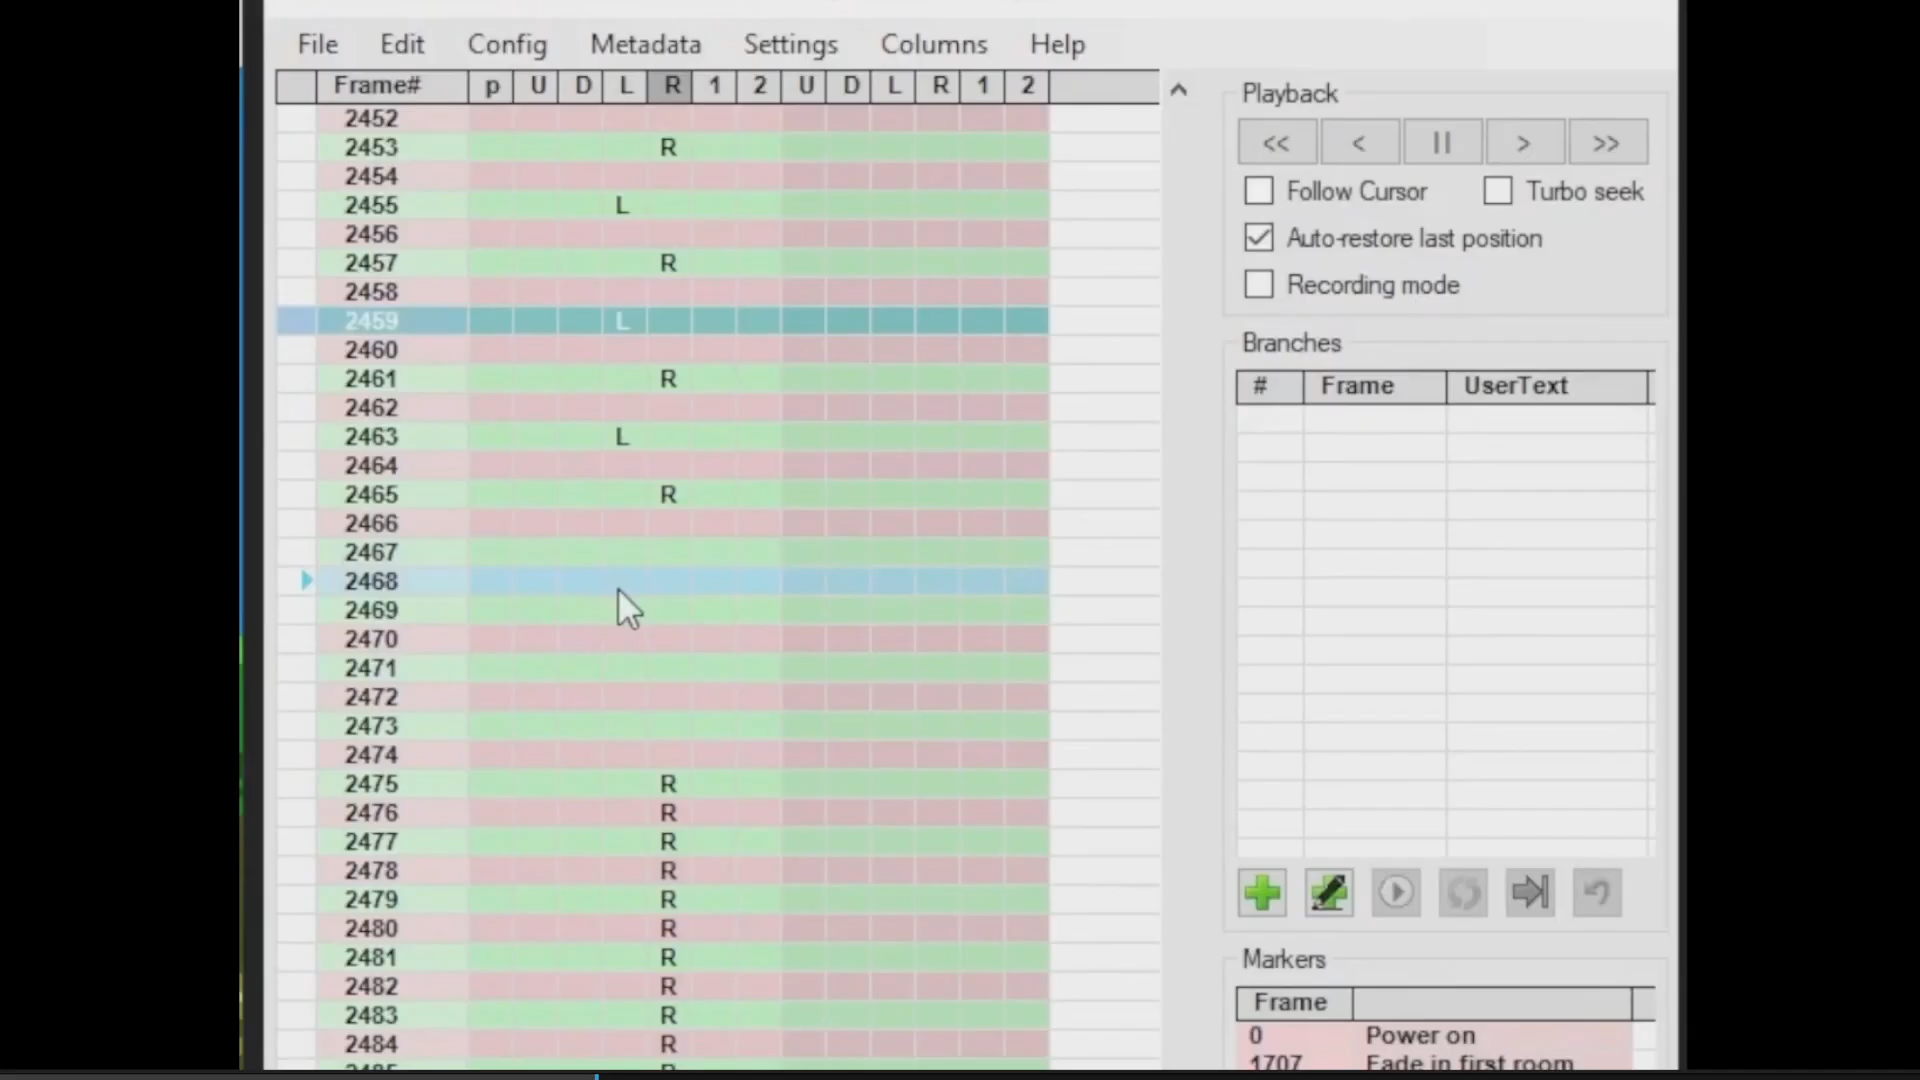 File Edit Config Metadata Settings Columns Help
Frame# p U D L R 1 2 U D L R 1 2
2452
2453 R
2454
2455 L
2456
2457 R
2458
2459 L
2460
2461 R
2462
2463 L
2464
2465 R
2466
2467
2468
2469
2470
2471
2472
2473
2474
2475 R
2476 R
2477 R
2478 R
2479 R
2480 R
2481 R
2482 R
2483 R
2484 R
2485 R
Playback
<< < || > >>
Follow Cursor Turbo seek
Auto-restore last position
Recording mode
Branches
# Frame UserText
Markers
Frame
0 Power on
1707 Fade in first room